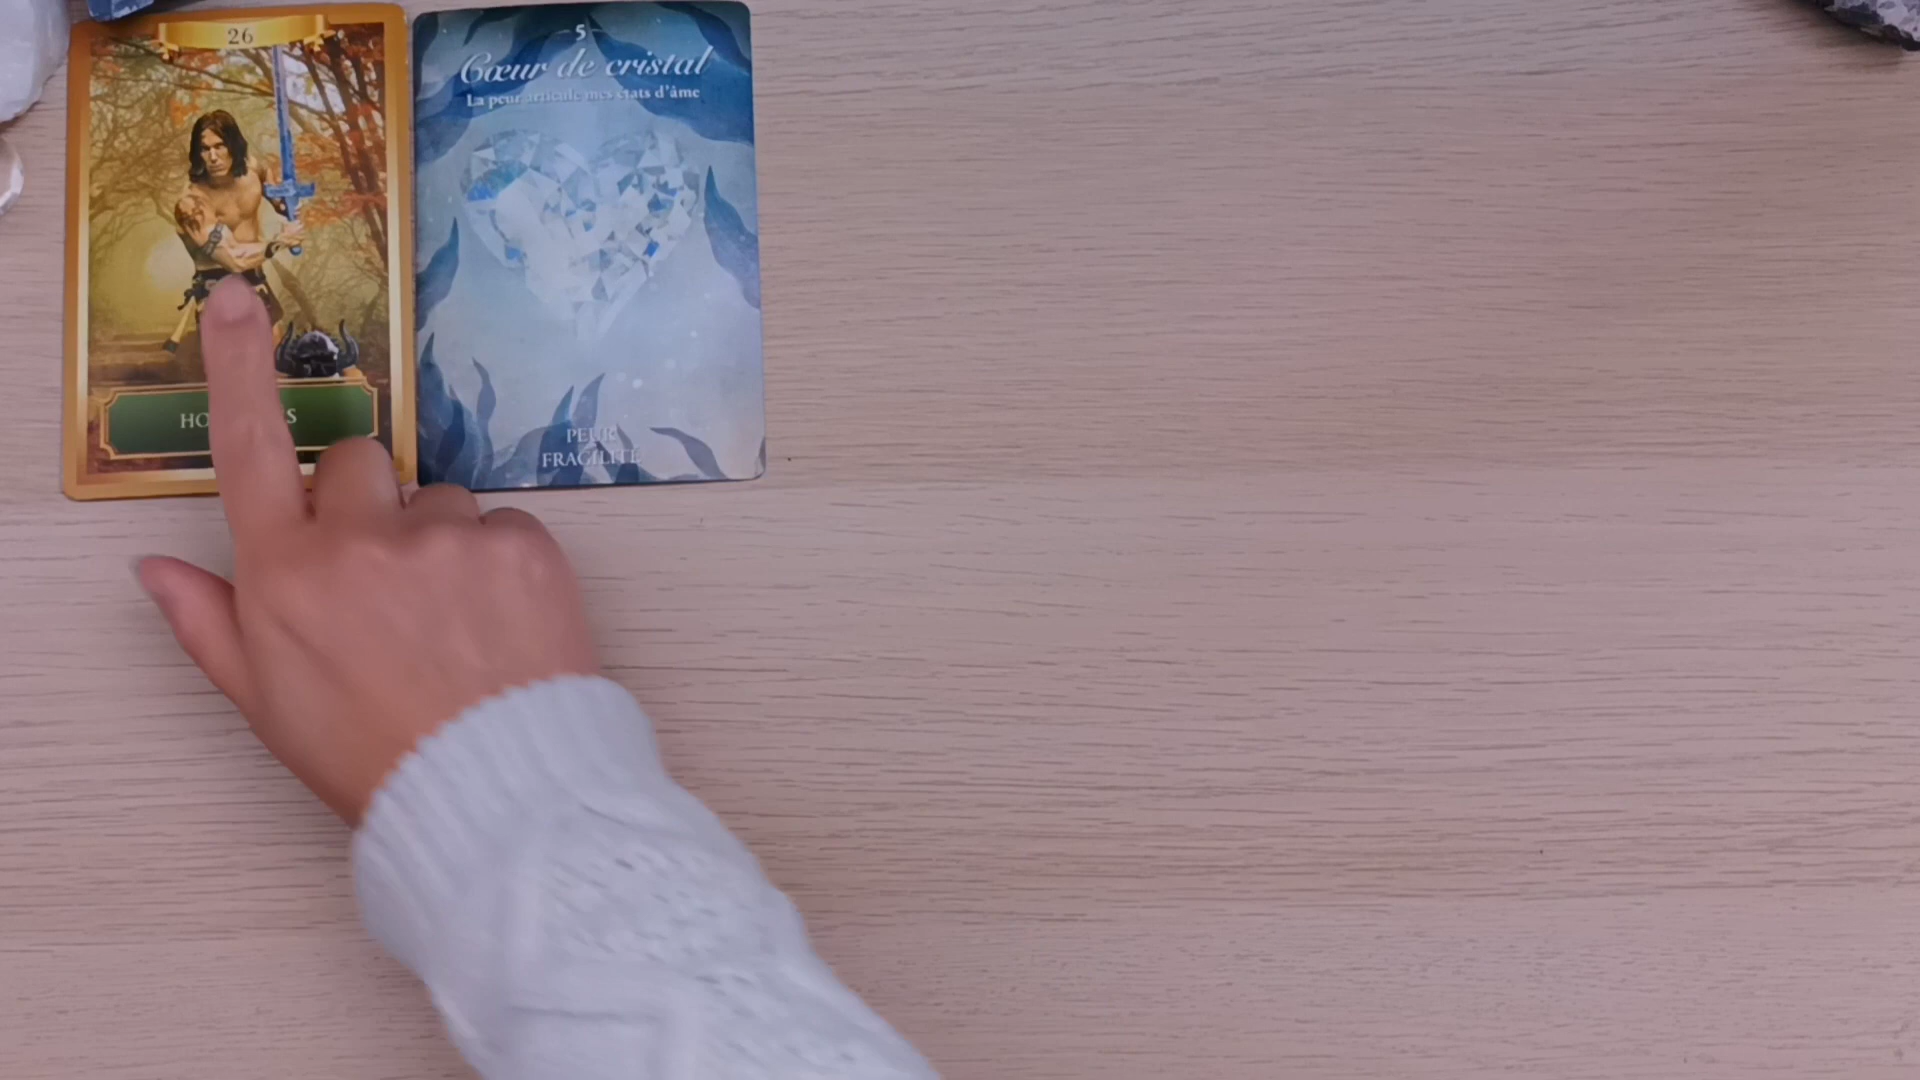 26
5
Cœur de cristal
La peur articule mes états d'âme
PEUR
FRAGILITÉ